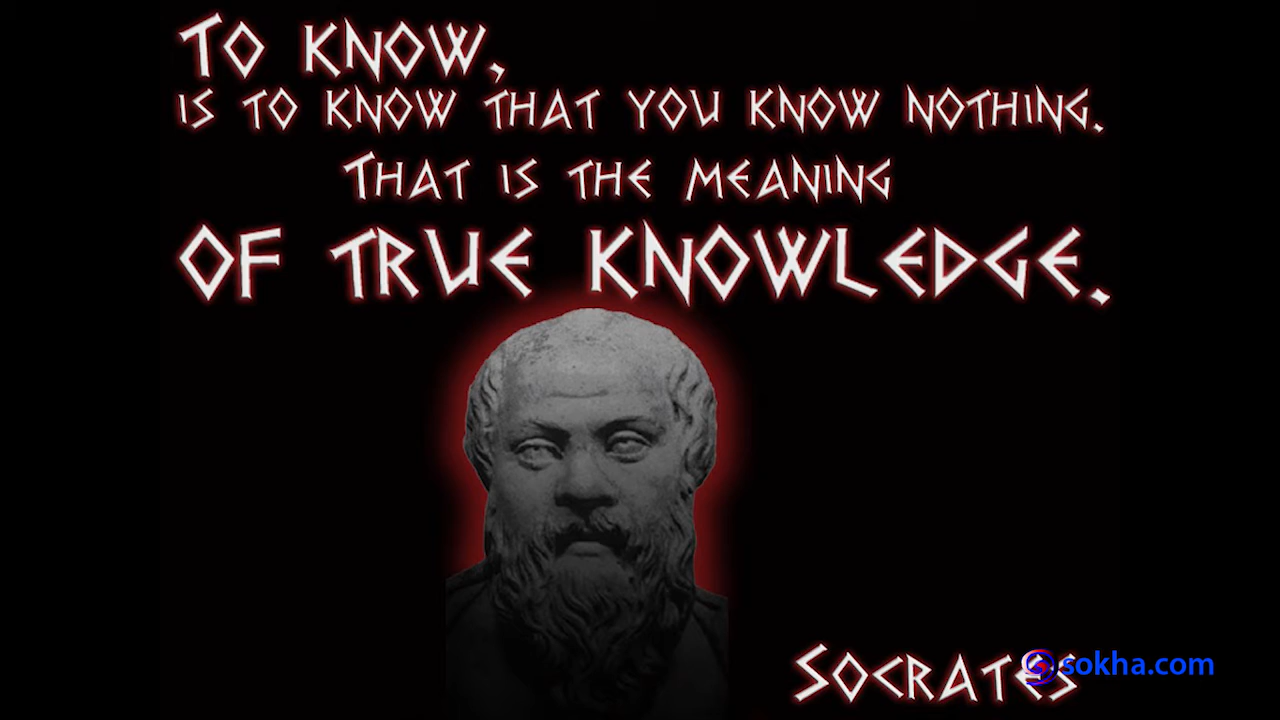 To know,
is to know that you know nothing.
That is the meaning
of true knowledge.
Socrates
sokha.com